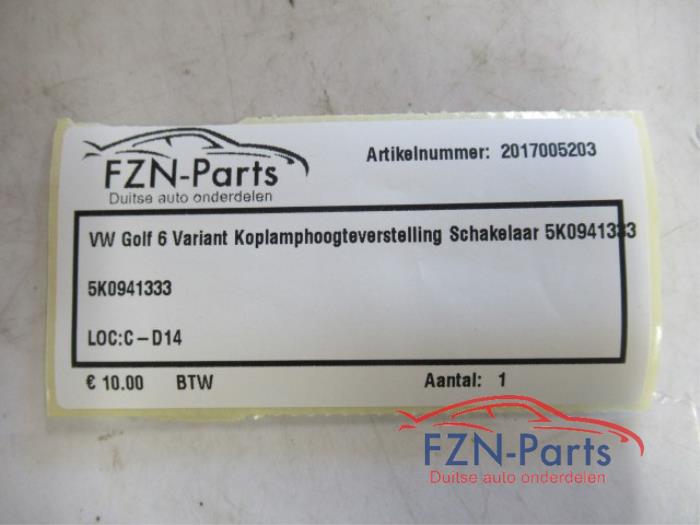 FZN-Parts
Duitse auto onderdelen
Artikelnummer: 2017005203
VW Golf 6 Variant Koplamphoogteverstelling Schakelaar 5K0941333
5K0941333
LOC:C-D14
€ 10.00 BTW Aantal: 1
FZN-Parts
Duitse auto onderdelen